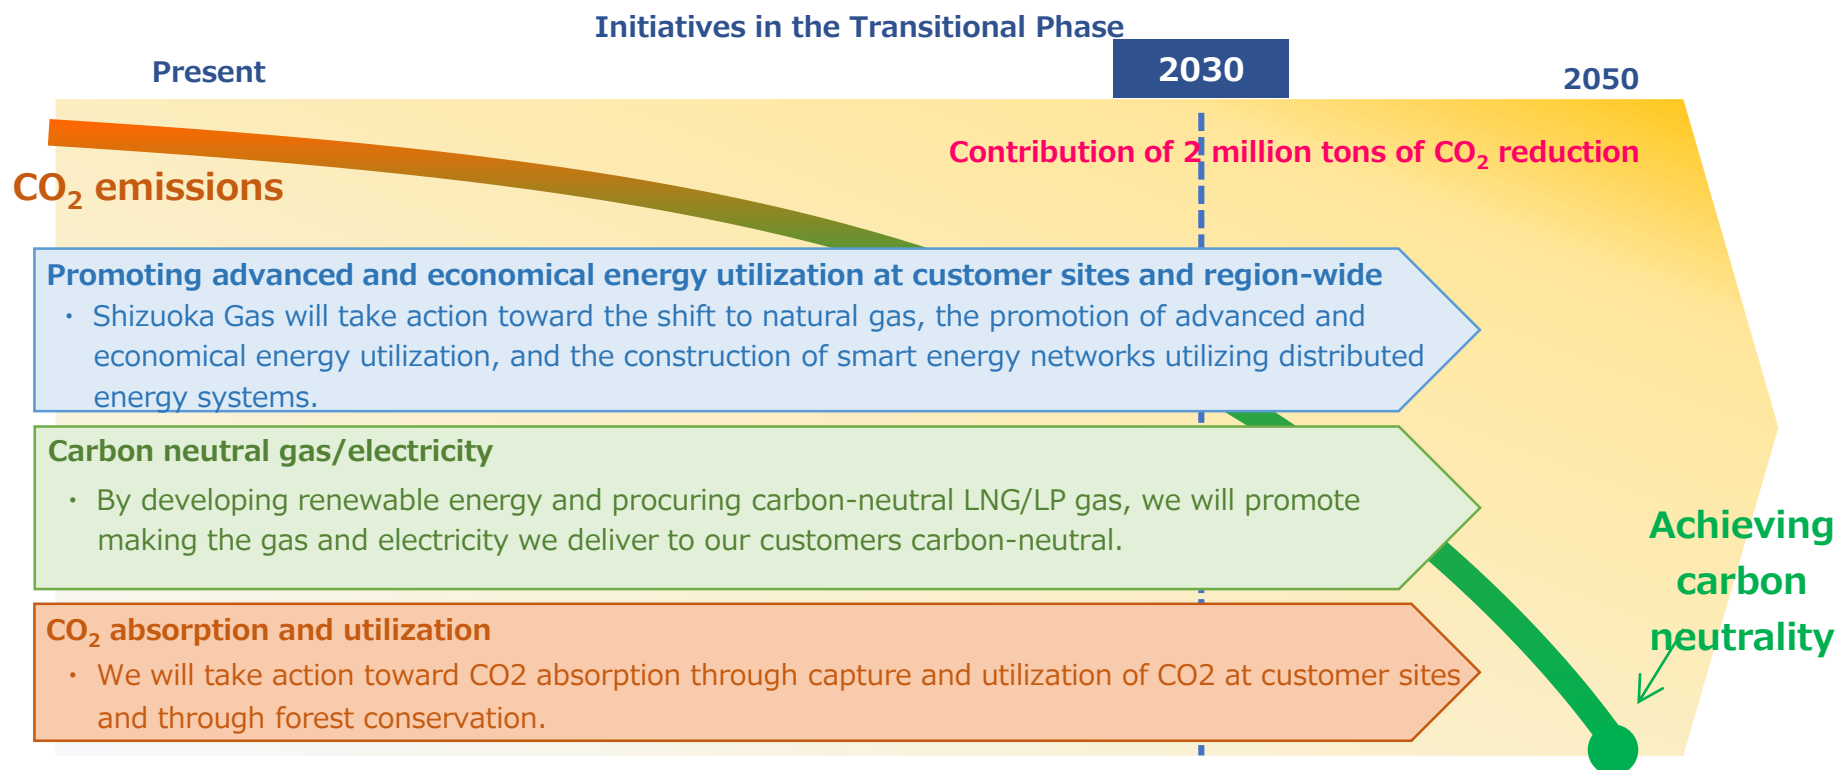 Initiatives in the Transitional Phase
Present
2030
2050
Contribution of 2 million tons of CO₂ reduction
CO₂ emissions
Promoting advanced and economical energy utilization at customer sites and region-wide
・ Shizuoka Gas will take action toward the shift to natural gas, the promotion of advanced and
economical energy utilization, and the construction of smart energy networks utilizing distributed
energy systems.
Carbon neutral gas/electricity
・ By developing renewable energy and procuring carbon-neutral LNG/LP gas, we will promote
making the gas and electricity we deliver to our customers carbon-neutral.
CO₂ absorption and utilization
・ We will take action toward CO2 absorption through capture and utilization of CO2 at customer sites
and through forest conservation.
Achieving
carbon
neutrality